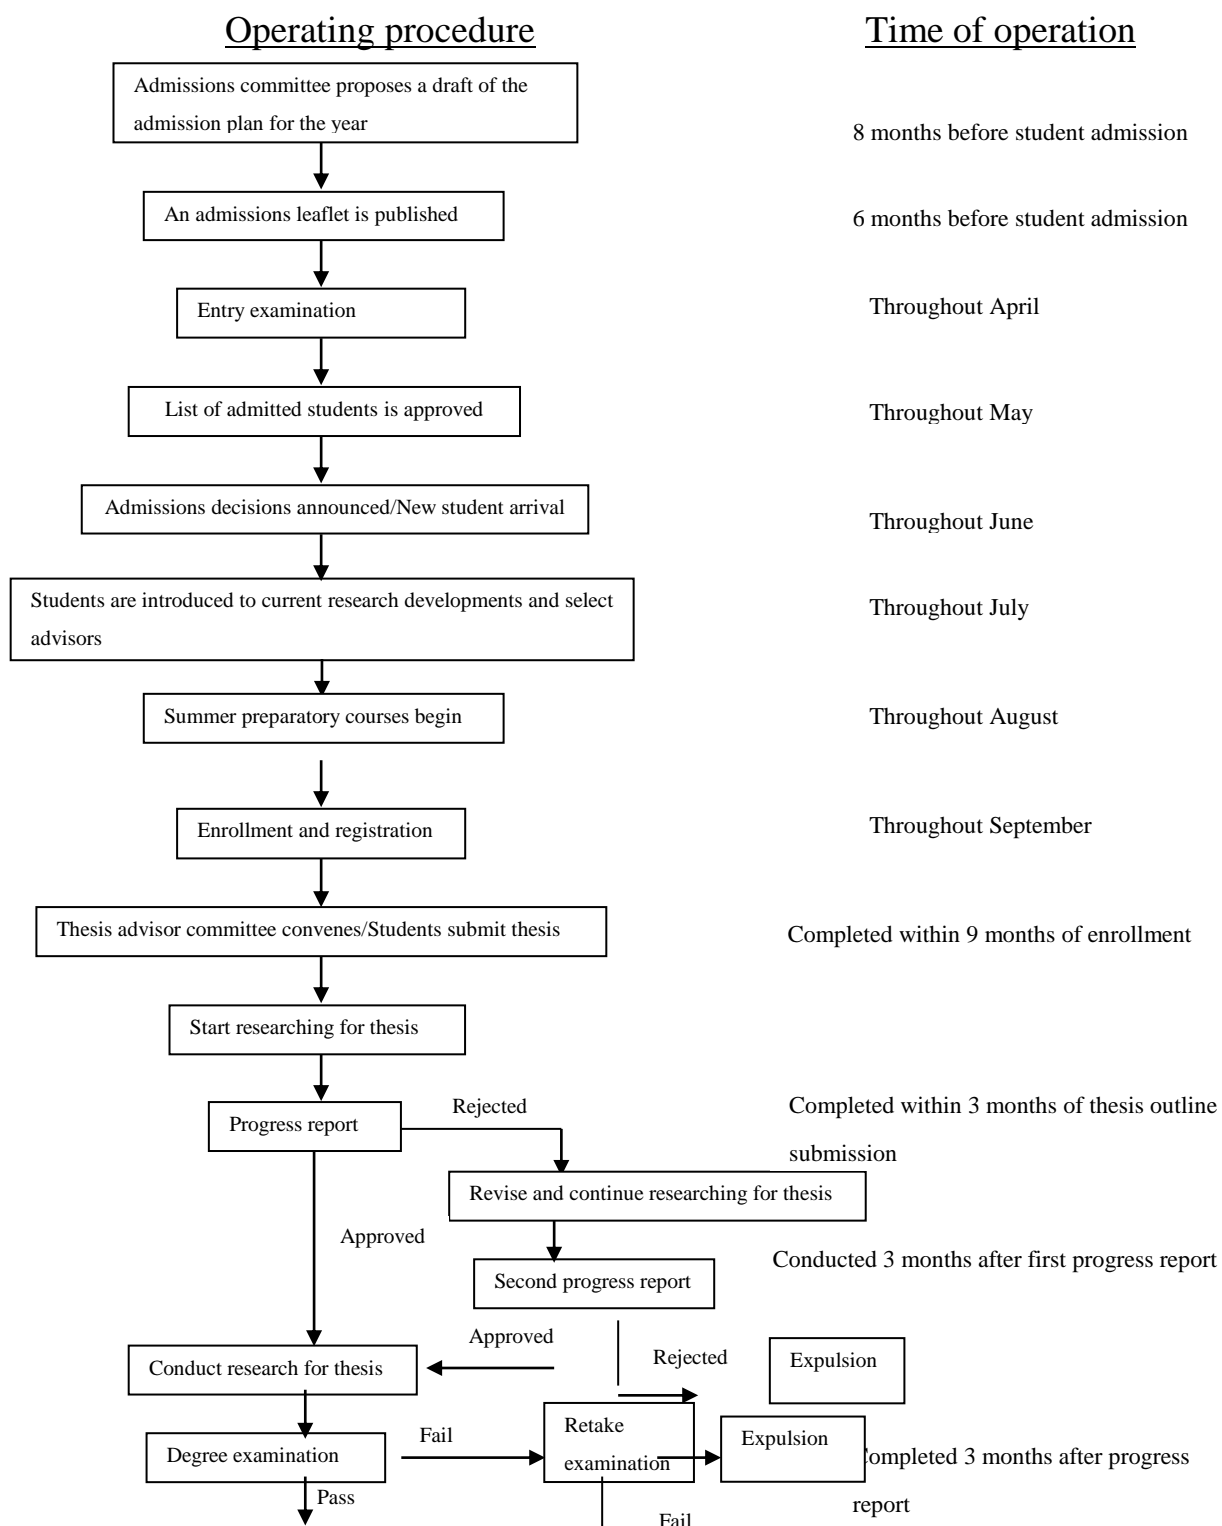 Operating procedure
Time of operation
Admissions committee proposes a draft of the
admission plan for the year
8 months before student admission
An admissions leaflet is published
6 months before student admission
Entry examination
Throughout April
List of admitted students is approved
Throughout May
Admissions decisions announced/New student arrival
Throughout June
Students are introduced to current research developments and select
advisors
Throughout July
Summer preparatory courses begin
Throughout August
Enrollment and registration
Throughout September
Thesis advisor committee convenes/Students submit thesis
Completed within 9 months of enrollment
Start researching for thesis
Progress report
Rejected
Completed within 3 months of thesis outline
submission
Revise and continue researching for thesis
Approved
Second progress report
Conducted 3 months after first progress report
Approved
Rejected
Expulsion
Conduct research for thesis
Degree examination
Fail
Retake
examination
Expulsion
Completed 3 months after progress
report
Pass
Fail